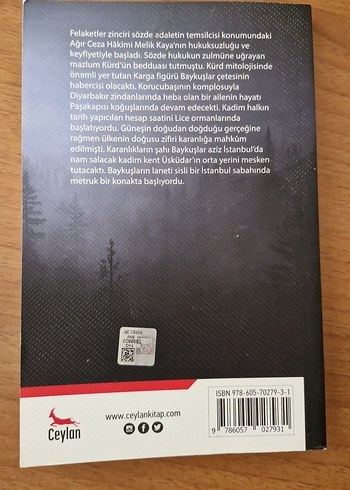 Felaketler zinciri sözde adaletin temsilcisi konumundaki
Ağır Ceza Hâkimi Melik Kaya'nın hukuksuzluğu ve
keyfiyetiyle başladı. Sözde hukukun zulmüne uğrayan
mazlum Kürd'ün bedduası tutmuştu. Kürd mitolojisinde
önemli yer tutan Karga figürü Baykuşlar çetesinin
habercisi olacaktı. Korucubaşının komplosuyla
Diyarbakır zindanlarında heba olan bir ailenin hayatı
Paşakapısı koğuşlarında devam edecekti. Kadim halkın
tarih yapıcıları hesap saatini Lice ormanlarında
başlatıyordu. Güneşin doğudan doğduğu gerçeğine
rağmen ülkenin doğusu zifiri karanlığa mahkûm
edilmişti. Karanlıkların şahı Baykuşlar aziz İstanbul'da
nam salacak kadim kent Üsküdar'ın orta yerini mesken
tutacaktı. Baykuşların laneti sisli bir İstanbul sabahında
metruk bir konakta başlıyordu.
ISBN 978-605-70279-3-1
9 786057 027931
www.ceylankitap.com
Ceylan